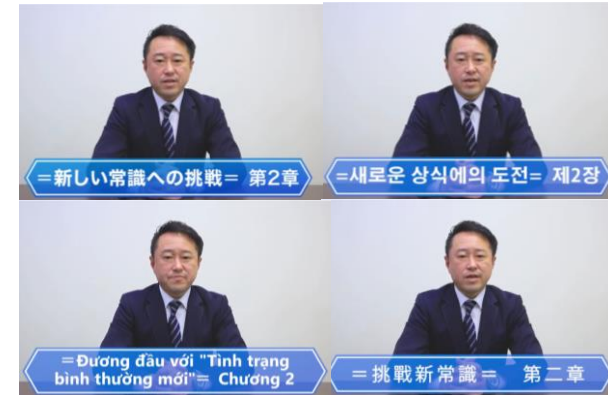 =新しい常識への挑戦= 第2章
=새로운 상식에의 도전= 제2장
=Đương đầu với "Tình trạng
bình thường mới"= Chương 2
=挑戰新常識= 第二章